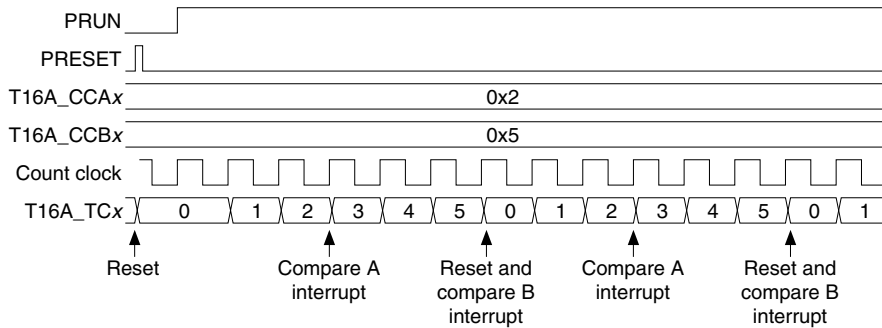 PRUN
PRESET
T16A_CCAx
0x2
T16A_CCBx
0x5
Count clock
T16A_TCx
0 1 2 3 4 5 0 1 2 3 4 5 0 1
Reset
Compare A
interrupt
Reset and
compare B
interrupt
Compare A
interrupt
Reset and
compare B
interrupt